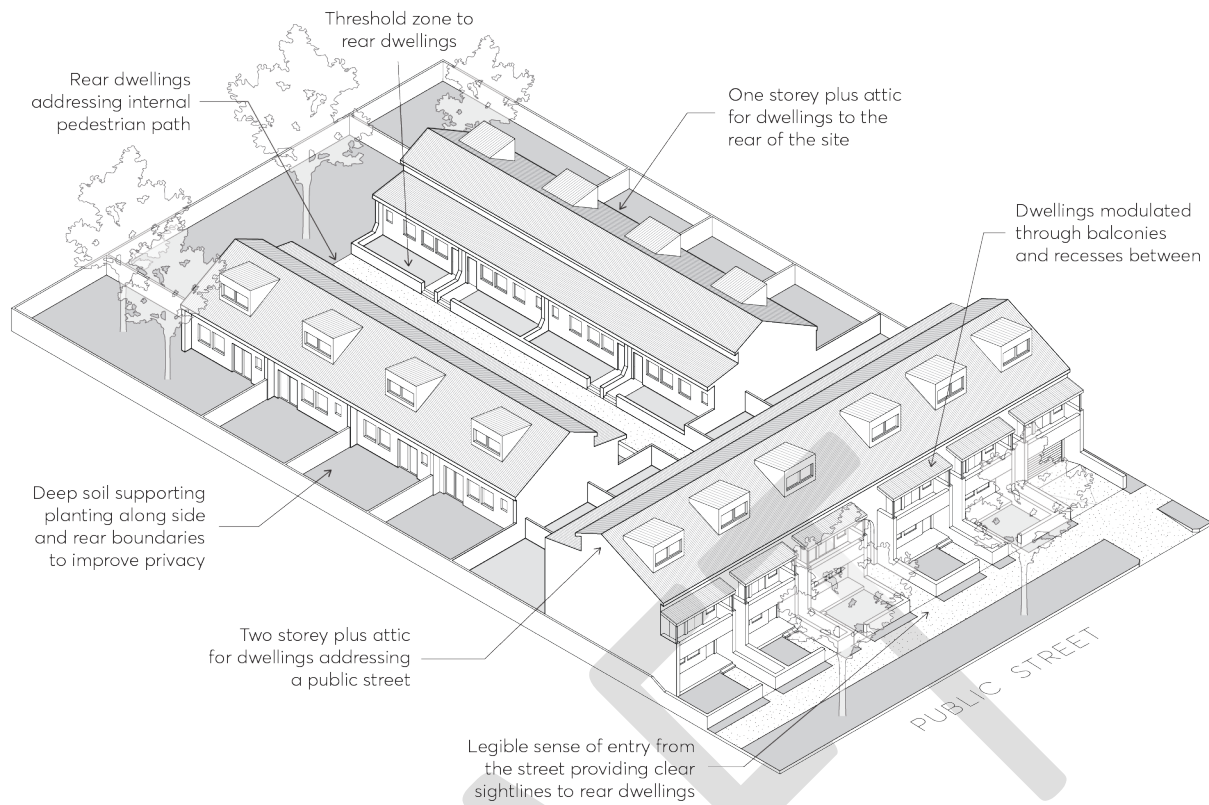 Threshold zone to
rear dwellings
Rear dwellings
addressing internal
pedestrian path
One storey plus attic
for dwellings to the
rear of the site
Dwellings modulated
through balconies
and recesses between
Deep soil supporting
planting along side
and rear boundaries
to improve privacy
Two storey plus attic
for dwellings addressing
a public street
PUBLIC STREET
Legible sense of entry from
the street providing clear
sightlines to rear dwellings